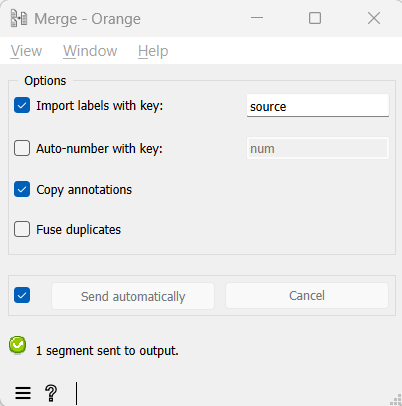 Merge - Orange
View Window Help
Options
Import labels with key: source
Auto-number with key: num
Copy annotations
Fuse duplicates
Send automatically Cancel
1 segment sent to output.
?